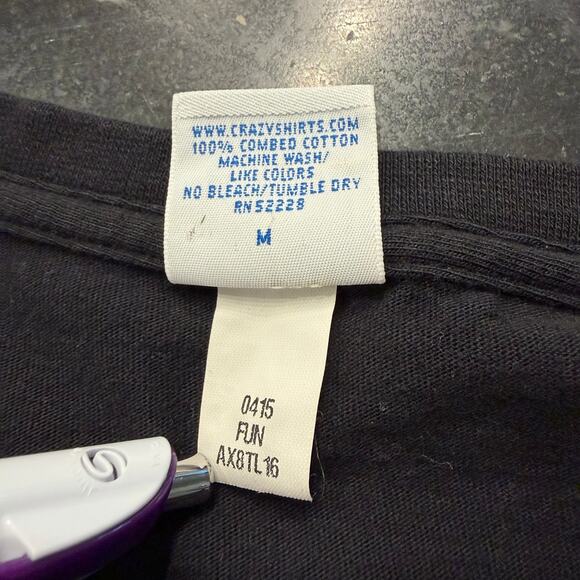 WWW.CRAZYSHIRTS.COM
100% COMBED COTTON
MACHINE WASH/
LIKE COLORS
NO BLEACH/TUMBLE DRY
RN52228
M
0415
FUN
AX8TL16